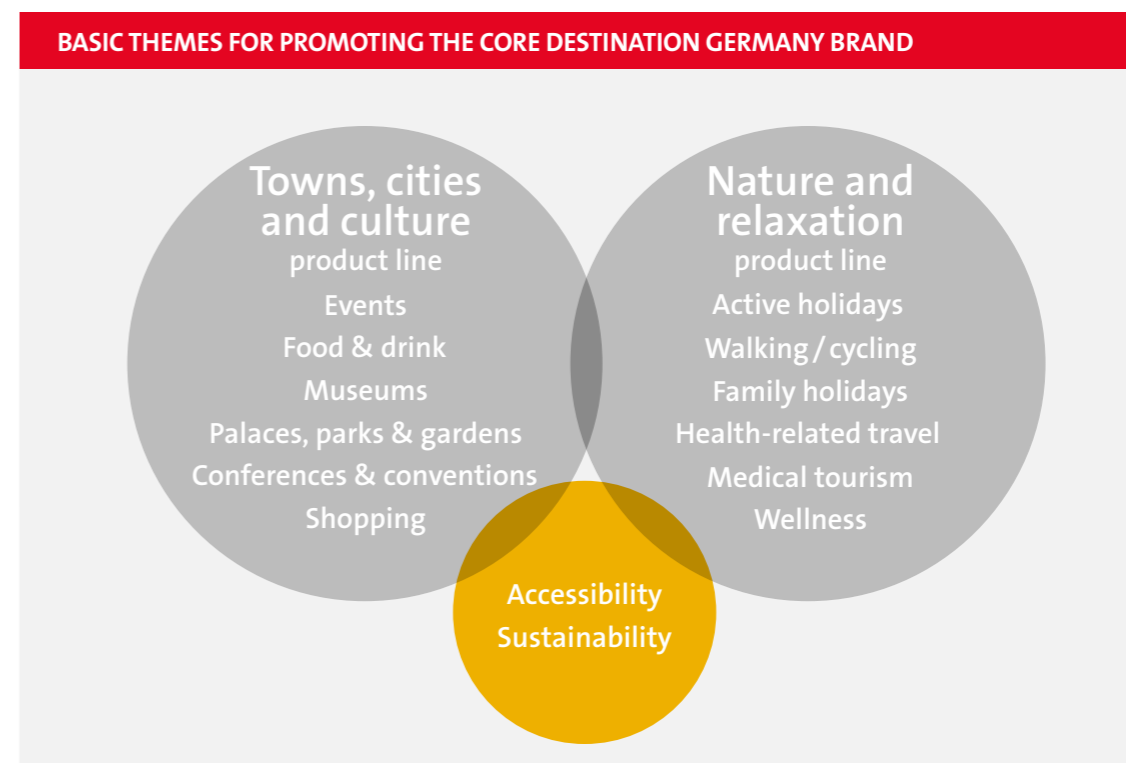 BASIC THEMES FOR PROMOTING THE CORE DESTINATION GERMANY BRAND
Towns, cities
and culture
product line
Events
Food & drink
Museums
Palaces, parks & gardens
Conferences & conventions
Shopping
Nature and
relaxation
product line
Active holidays
Walking / cycling
Family holidays
Health-related travel
Medical tourism
Wellness
Accessibility
Sustainability